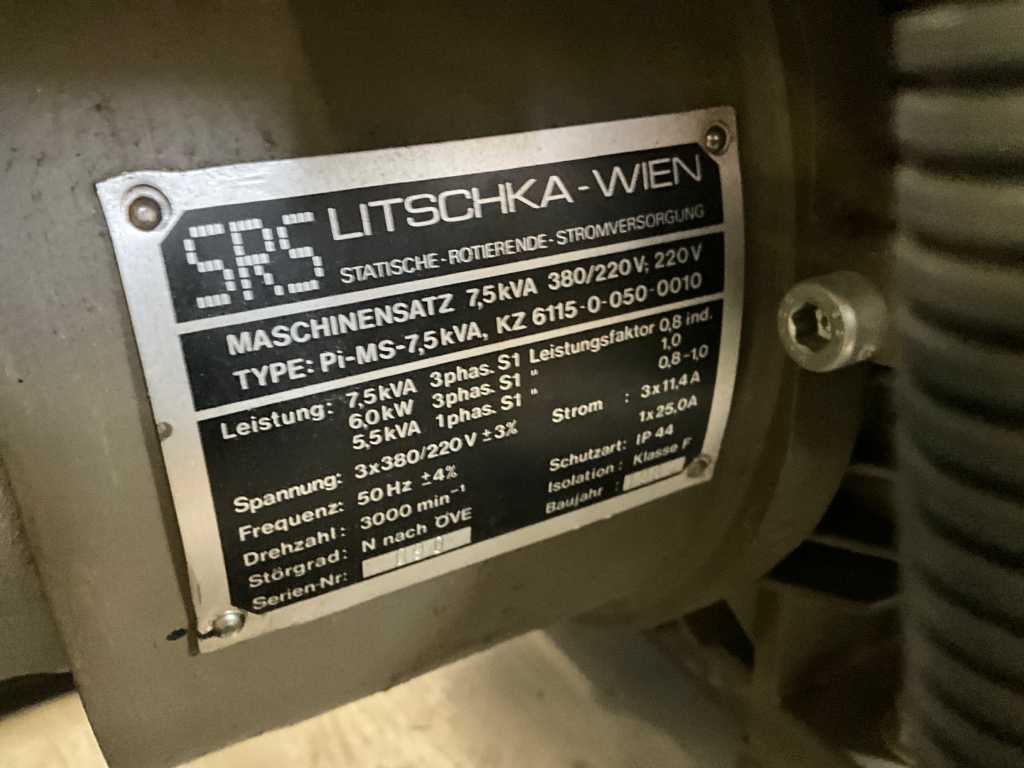 SRS LITSCHKA-WIEN
STATISCHE-ROTIERENDE-STROMVERSORGUNG
MASCHINENSATZ 7,5kVA 380/220V; 220V
TYPE: Pi-MS-7,5kVA, KZ 6115-0-050-0010
Leistung: 7,5kVA 3phas. S1 Leistungsfaktor 0,8 ind.
6,0kW 3phas. S1 " 1,0
5,5kVA 1phas. S1 " 0,8-1,0
Spannung: 3x380/220V ±3% Strom : 3x11,4A
Frequenz: 50Hz ±4% 1x25,0A
Drehzahl: 3000 min⁻¹ Schutzart: IP 44
Störgrad: N nach ÖVE Isolation: Klasse F
Serien-Nr: Baujahr :